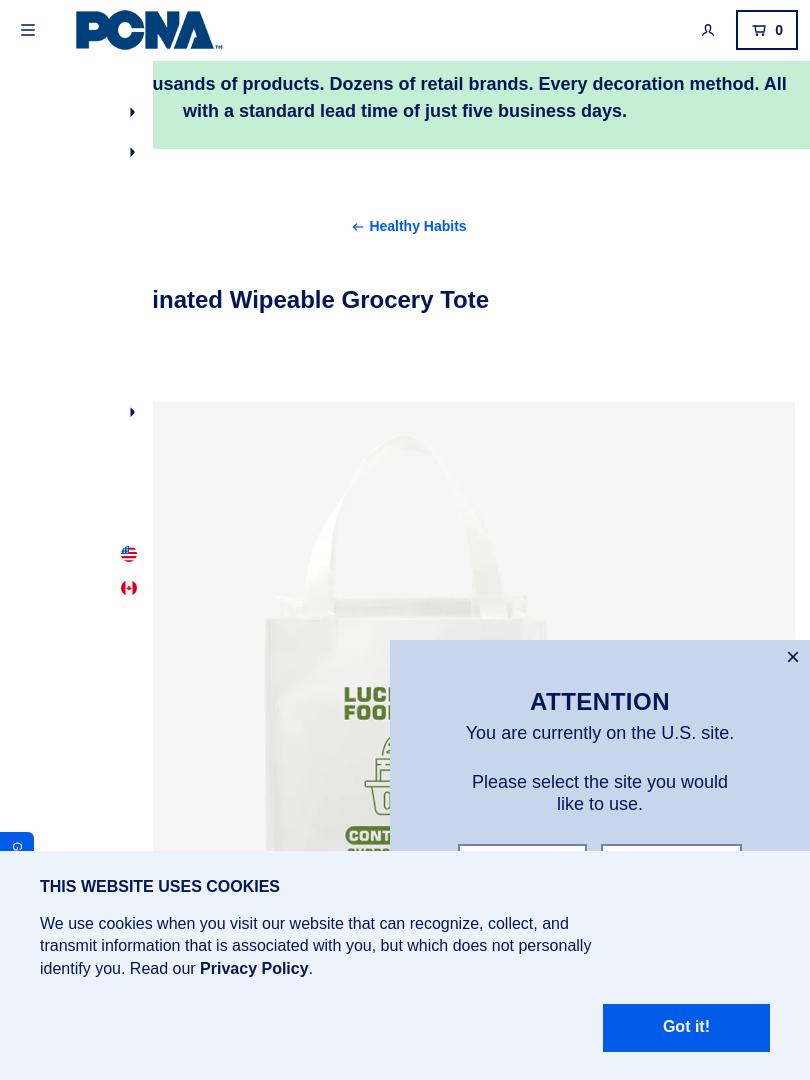 PCNA™
0
usands of products. Dozens of retail brands. Every decoration method. All
with a standard lead time of just five business days.
Healthy Habits
inated Wipeable Grocery Tote
LUC
FOO
CONT
ATTENTION
You are currently on the U.S. site.
Please select the site you would
like to use.
G
THIS WEBSITE USES COOKIES
We use cookies when you visit our website that can recognize, collect, and
transmit information that is associated with you, but which does not personally
identify you. Read our Privacy Policy.
Got it!